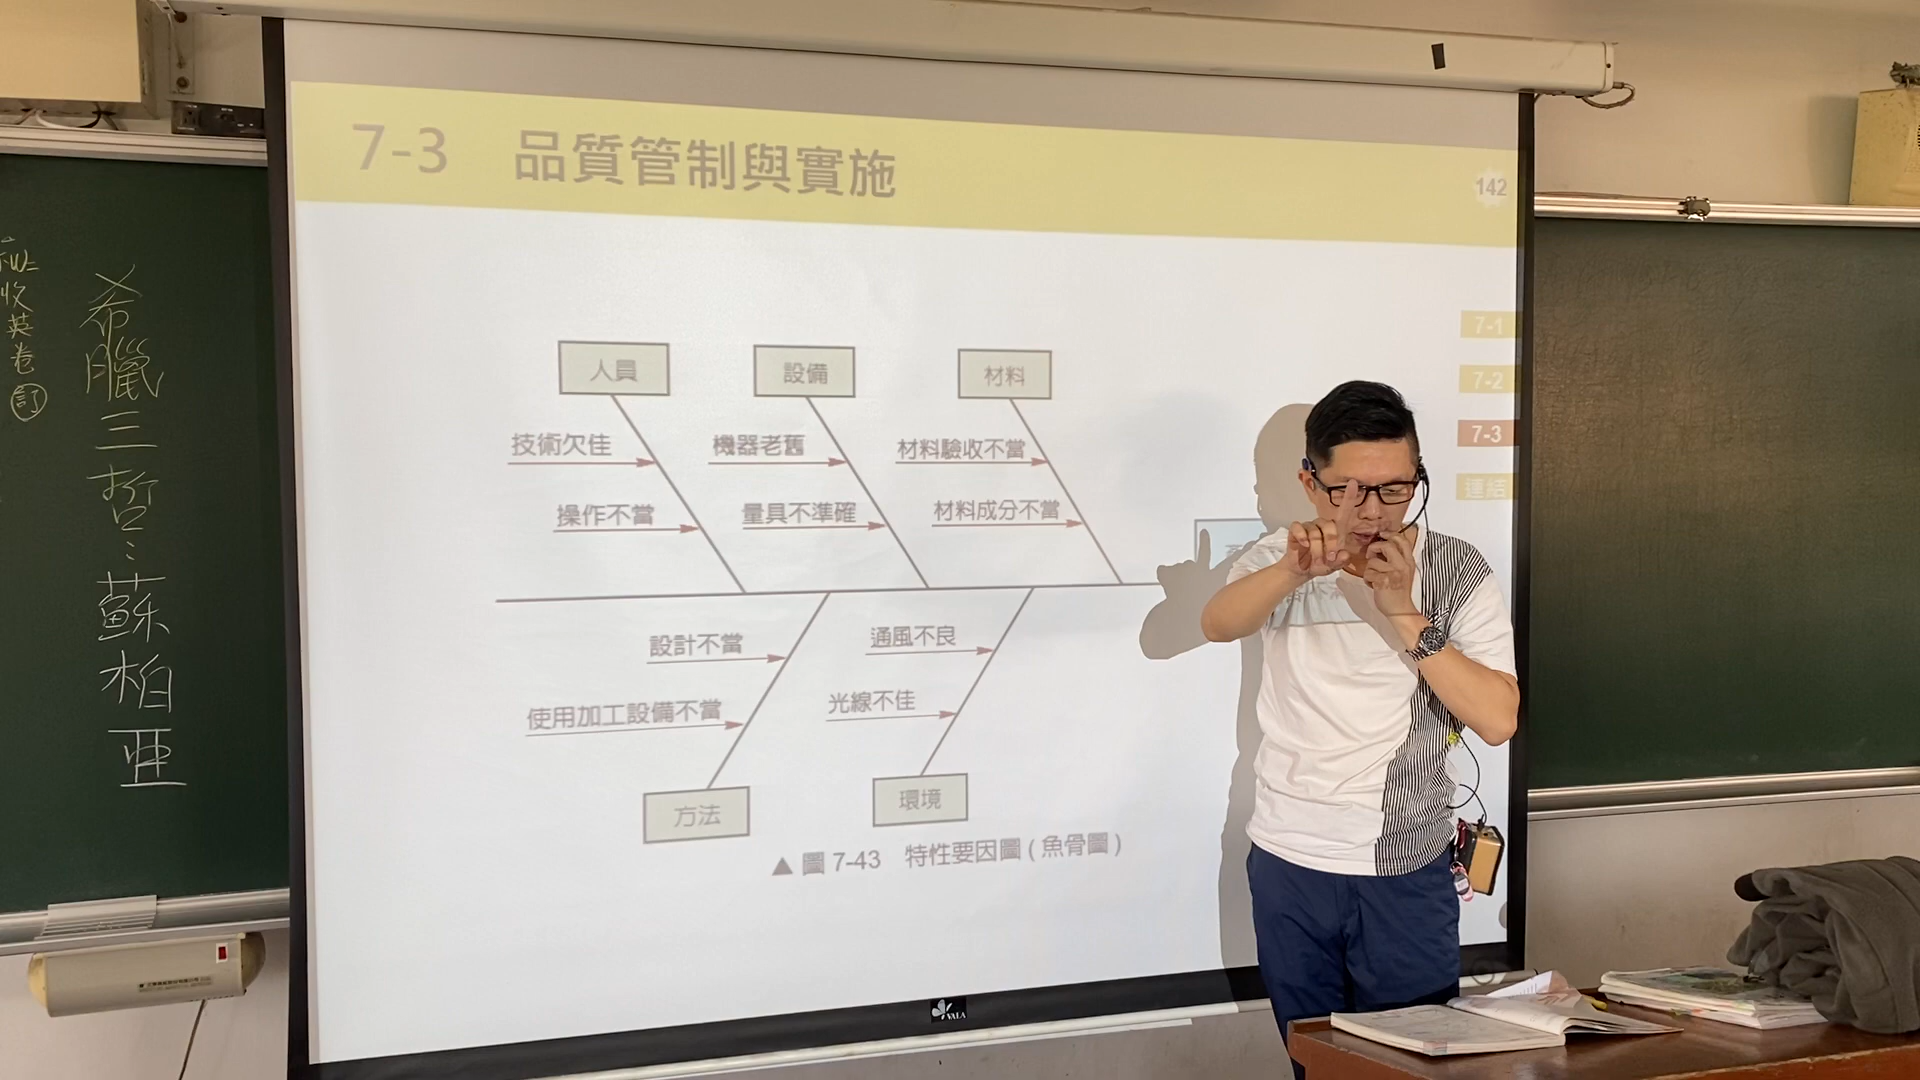 7-3 品質管制與實施
142
7-1
7-2
7-3
連結
人員
設備
材料
技術欠佳
機器老舊
材料驗收不當
操作不當
量具不準確
材料成分不當
設計不當
通風不良
使用加工設備不當
光線不佳
方法
環境
▲圖 7-43 特性要因圖(魚骨圖)
收英卷 訂
希臘三哲:蘇柏亞
VALA